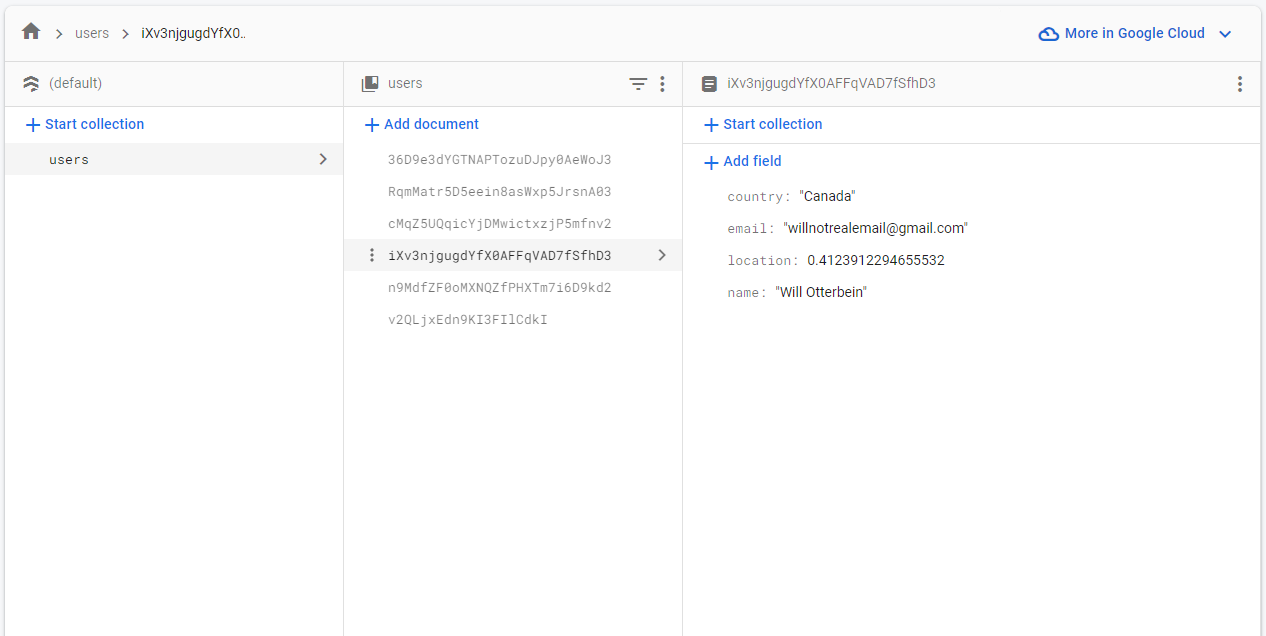 users
iXv3njgugdYfX0..
More in Google Cloud
(default)
users
iXv3njgugdYfX0AFFqVAD7fSfhD3
Start collection
Add document
Start collection
users
36D9e3dYGTNAPTozuDJpy0AeWoJ3
RqmMatr5D5eein8asWxp5JrsnA03
cMqZ5UQqicYjDMwictxzjP5mfnv2
iXv3njgugdYfX0AFFqVAD7fSfhD3
n9MdfZF0oMXNQZfPHXTm7i6D9kd2
v2QLjxEdn9KI3FIlCdkI
Add field
country: "Canada"
email: "willnotrealemail@gmail.com"
location: 0.4123912294655532
name: "Will Otterbein"